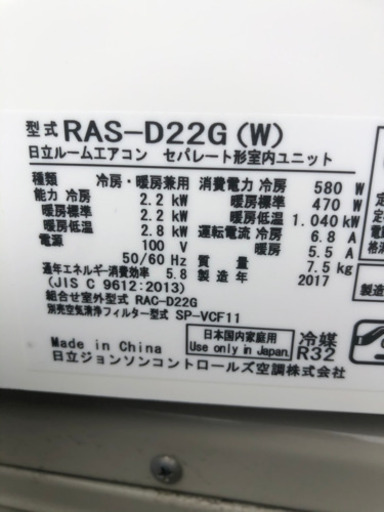 型式 RAS-D22G(W)
日立ルームエアコン セパレート形室内ユニット
種類 冷房・暖房兼用 消費電力 冷房 580 W
能力 冷房 2.2 kW 暖房標準 470 W
暖房標準 2.2 kW 暖房低温 1.040 kW
暖房低温 2.8 kW 運転電流 冷房 6.8 A
電源 100 V 暖房 5.5 A
50/60 Hz 質量 7.5 kg
通年エネルギー消費効率 5.8 製造年 2017
(JIS C 9612:2013)
組合せ室外型式 RAC-D22G
別売空気清浄フィルター型式 SP-VCF11
Made in China
日本国内家庭用
Use only in Japan.
冷媒
R32
日立ジョンソンコントロールズ空調株式会社